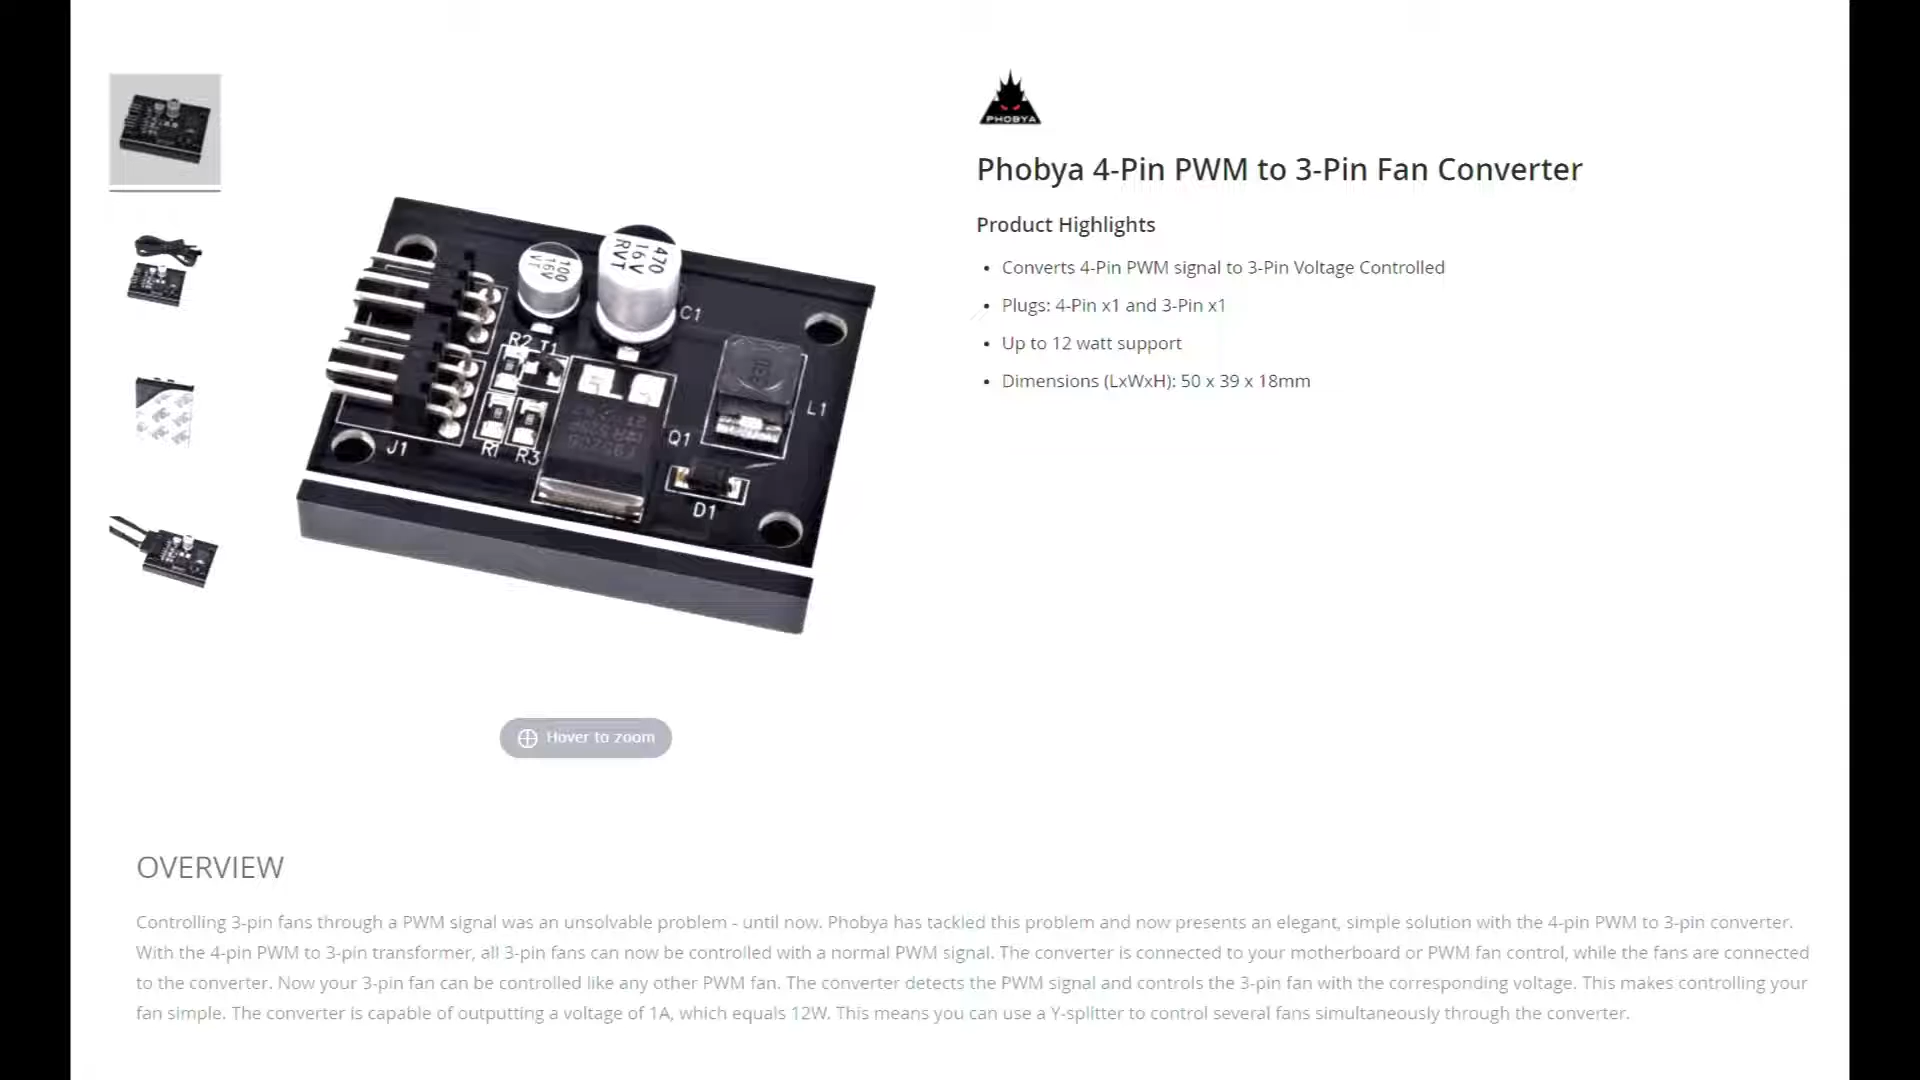 PHOBYA
Phobya 4-Pin PWM to 3-Pin Fan Converter
Product Highlights
Converts 4-Pin PWM signal to 3-Pin Voltage Controlled
Plugs: 4-Pin x1 and 3-Pin x1
Up to 12 watt support
Dimensions (LxWxH): 50 x 39 x 18mm
100
16V
VT
470
16V
RVT
C1
R2 T1
L1
Q1
J1
R1 R3
D1
Hover to zoom
OVERVIEW
Controlling 3-pin fans through a PWM signal was an unsolvable problem - until now. Phobya has tackled this problem and now presents an elegant, simple solution with the 4-pin PWM to 3-pin converter.
With the 4-pin PWM to 3-pin transformer, all 3-pin fans can now be controlled with a normal PWM signal. The converter is connected to your motherboard or PWM fan control, while the fans are connected
to the converter. Now your 3-pin fan can be controlled like any other PWM fan. The converter detects the PWM signal and controls the 3-pin fan with the corresponding voltage. This makes controlling your
fan simple. The converter is capable of outputting a voltage of 1A, which equals 12W. This means you can use a Y-splitter to control several fans simultaneously through the converter.